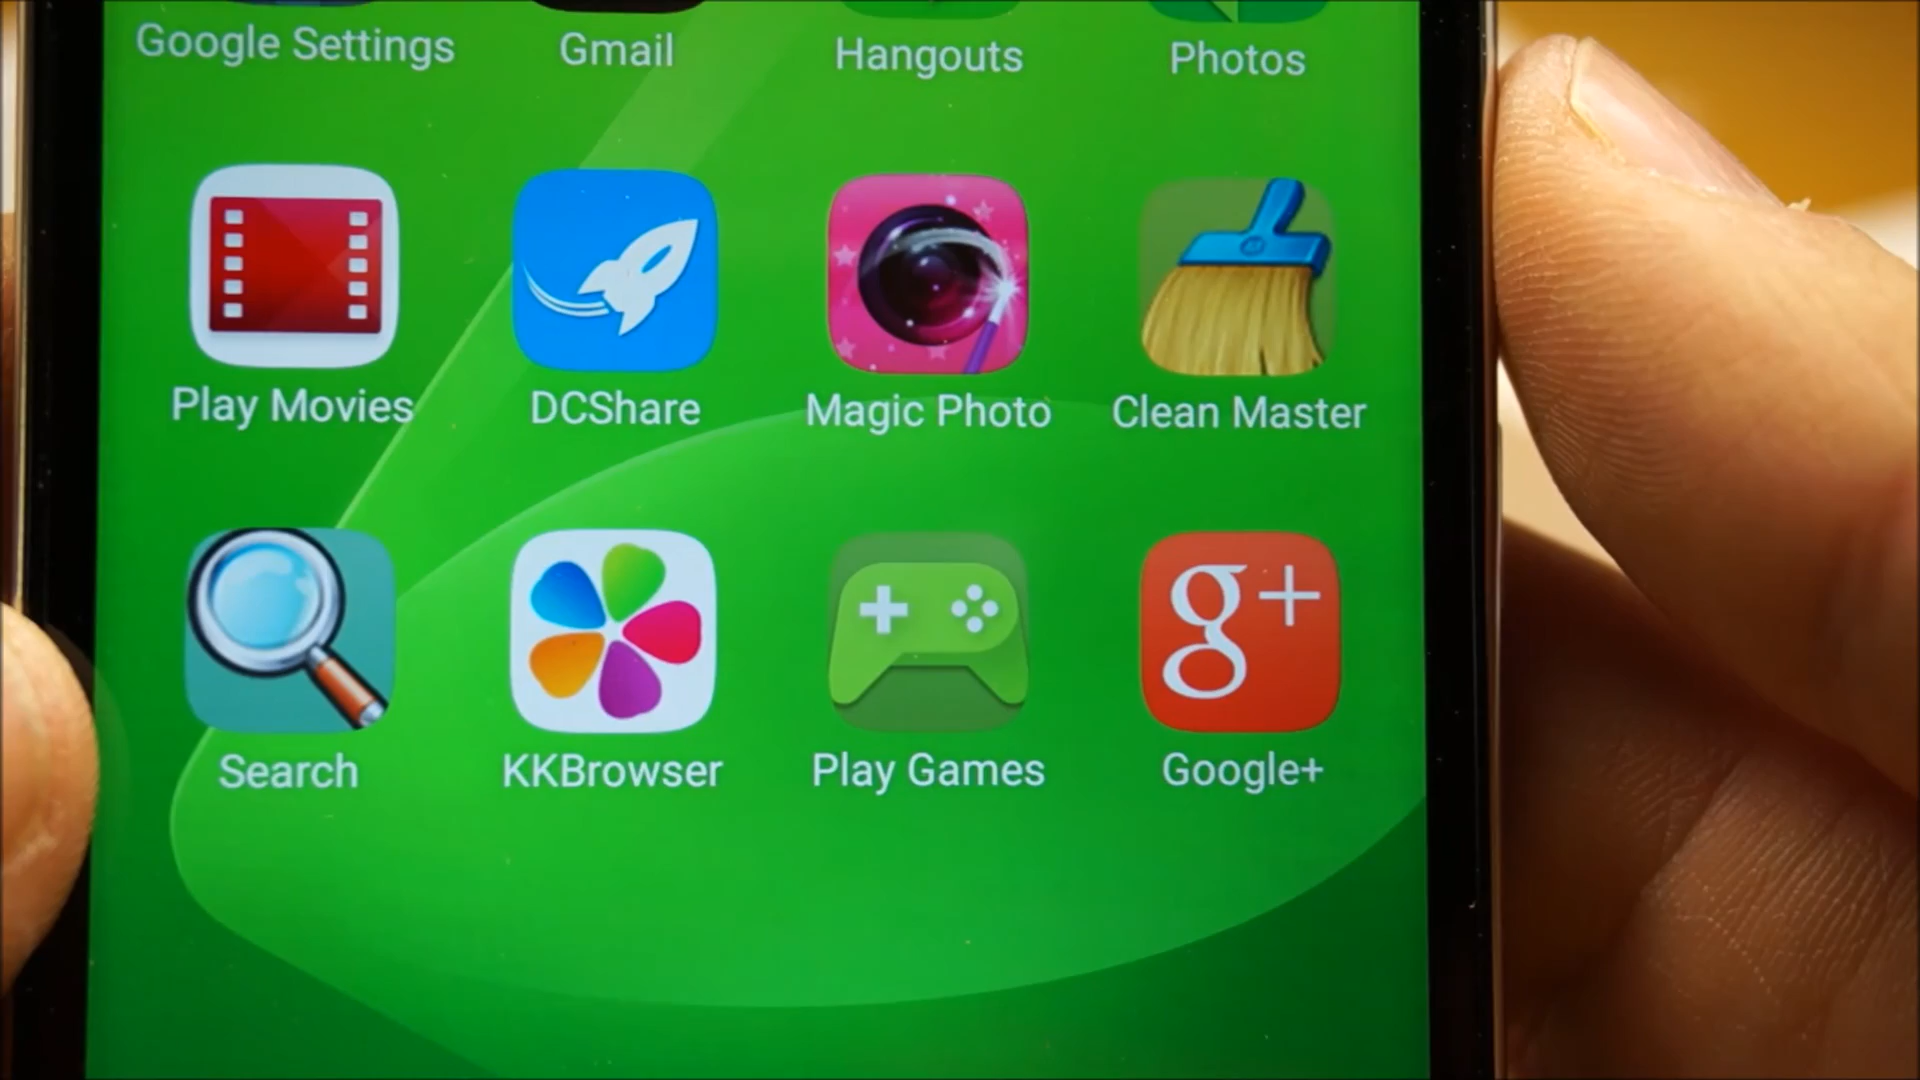 Google Settings Gmail Hangouts Photos
Play Movies DCShare Magic Photo Clean Master
g+
Search KKBrowser Play Games Google+